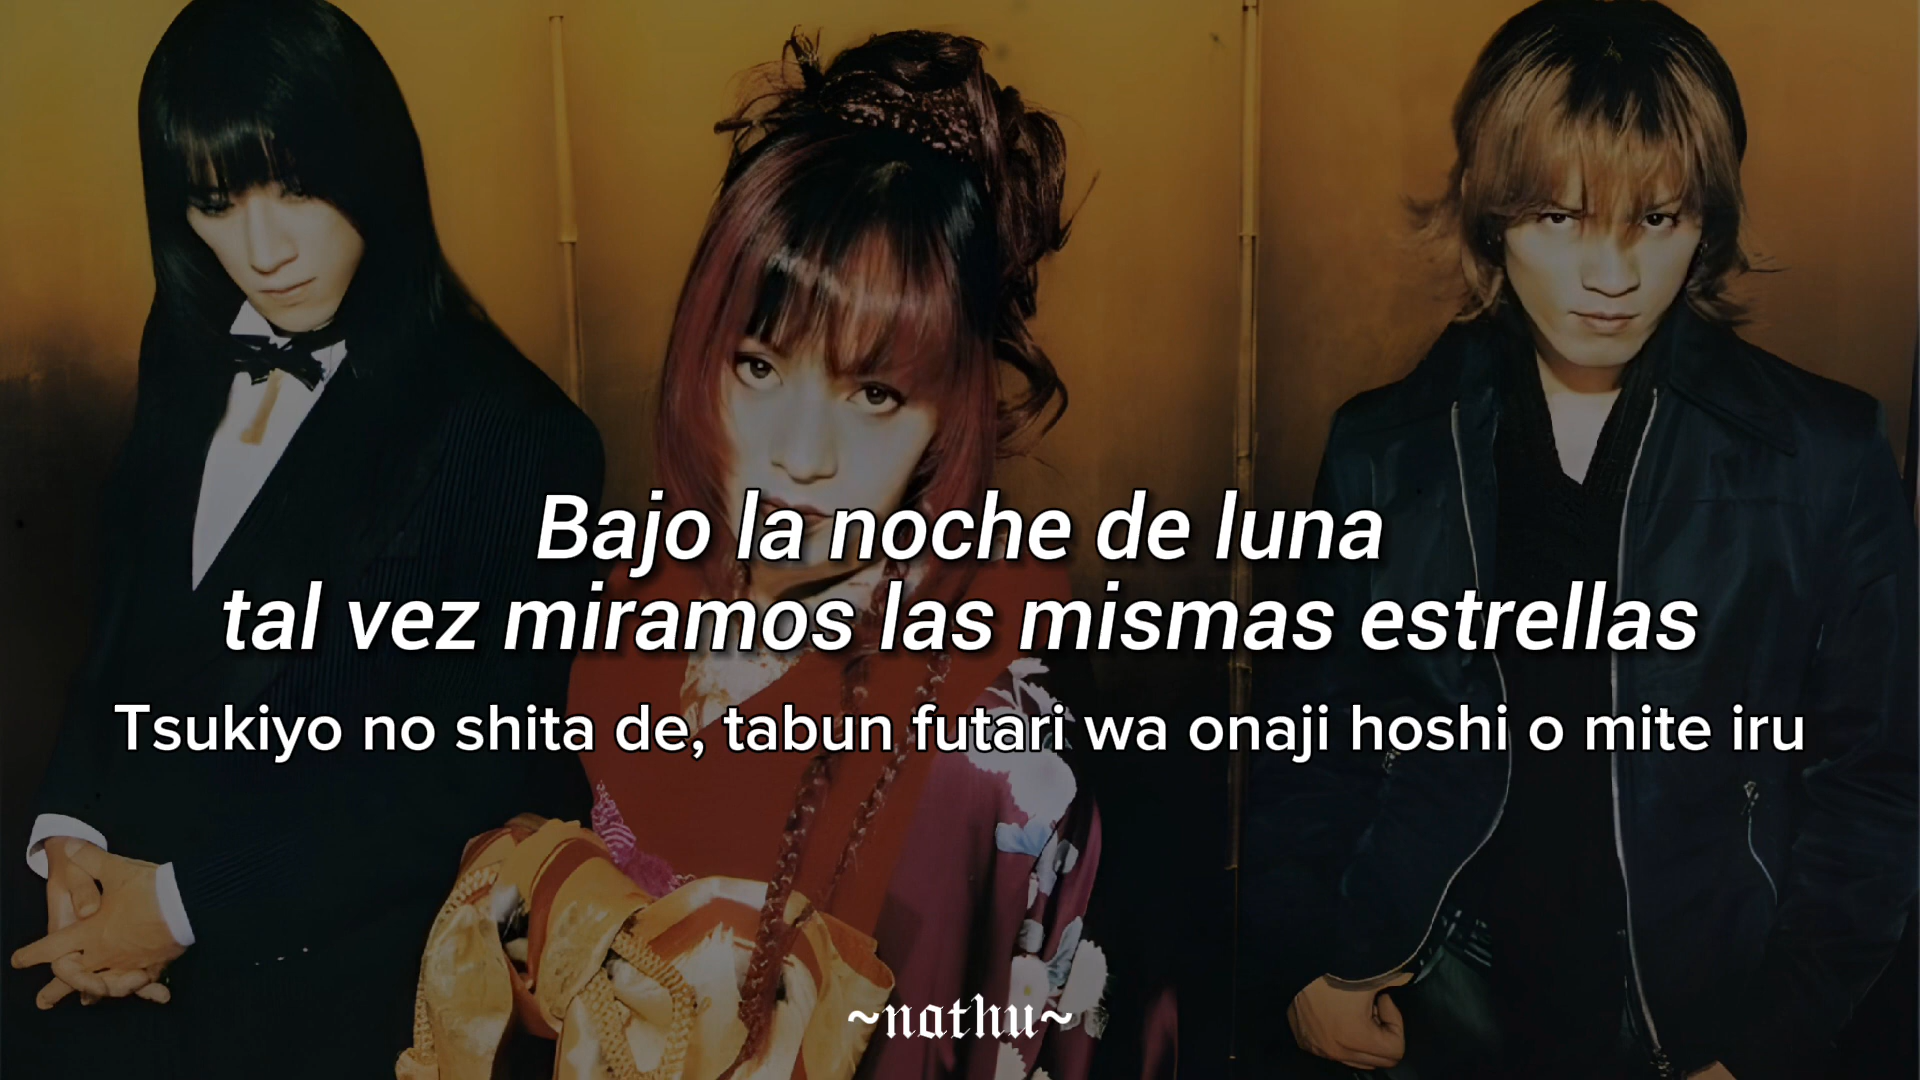 Bajo la noche de luna
tal vez miramos las mismas estrellas
Tsukiyo no shita de, tabun futari wa onaji hoshi o mite iru
~nathu~